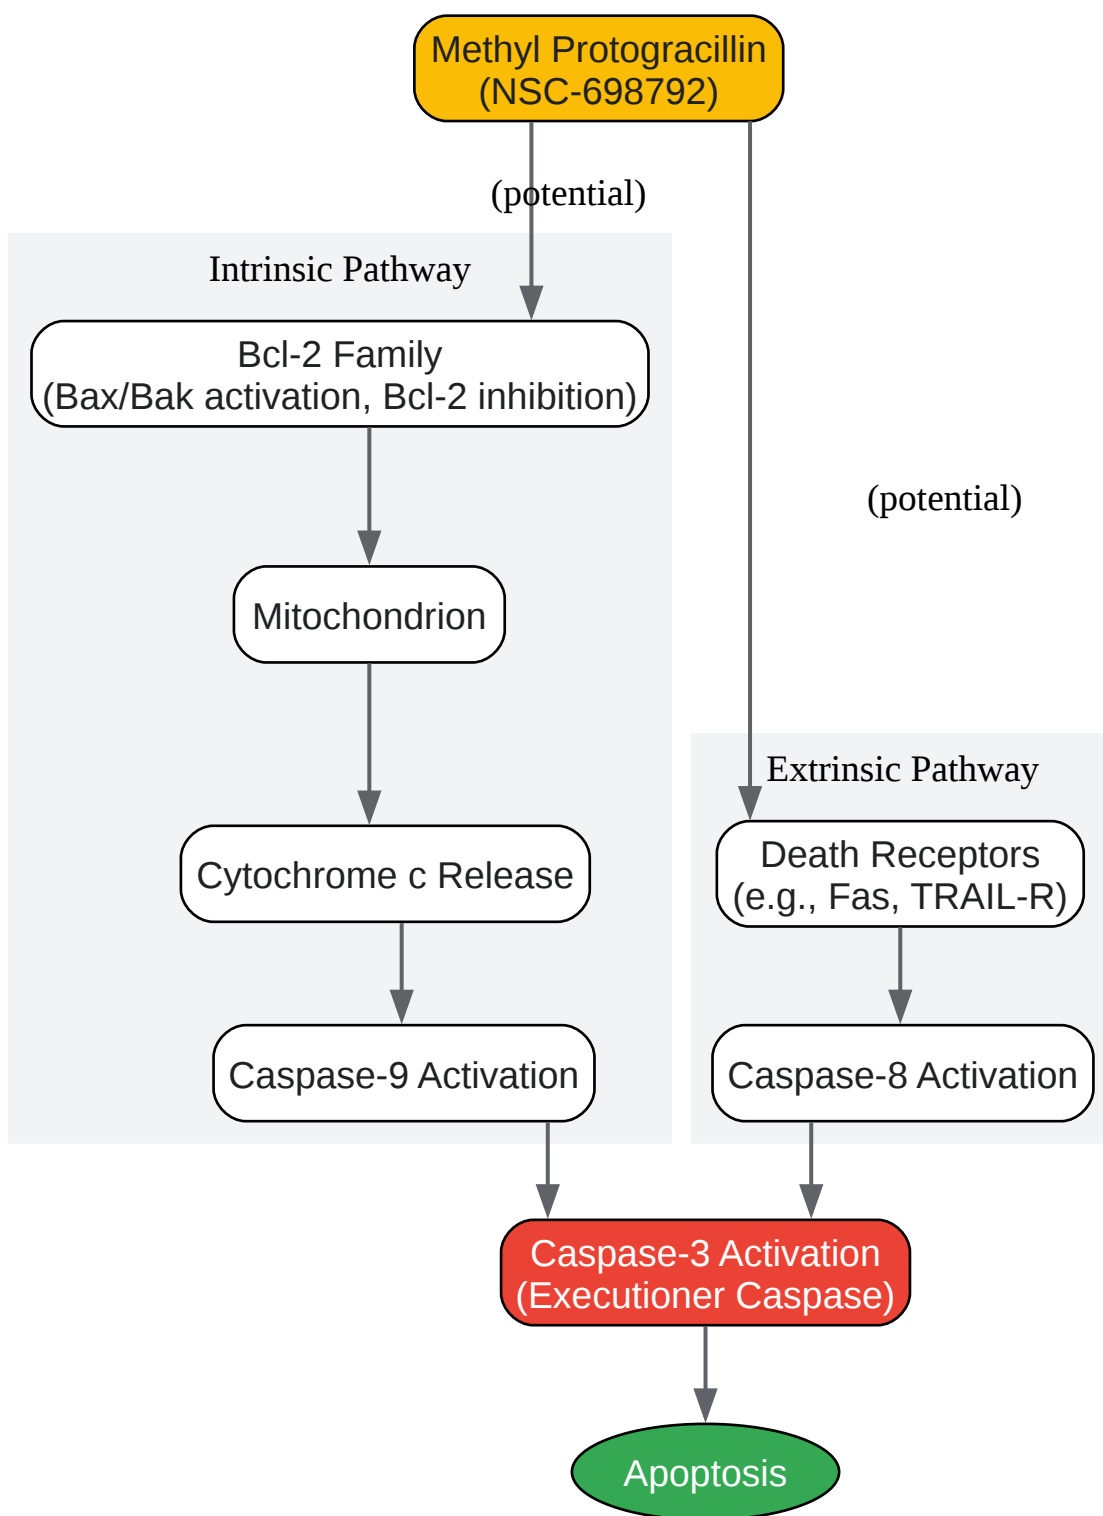 Methyl Protogracillin
(NSC-698792)
(potential)
Intrinsic Pathway
Bcl-2 Family
(Bax/Bak activation, Bcl-2 inhibition)
(potential)
Mitochondrion
Extrinsic Pathway
Cytochrome c Release
Death Receptors
(e.g., Fas, TRAIL-R)
Caspase-9 Activation
Caspase-8 Activation
Caspase-3 Activation
(Executioner Caspase)
Apoptosis